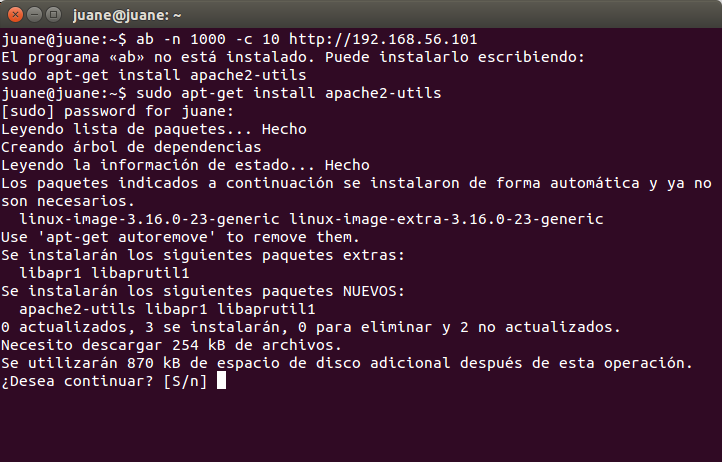 juane@juane: ~
juane@juane:~$ ab -n 1000 -c 10 http://192.168.56.101
El programa «ab» no está instalado. Puede instalarlo escribiendo:
sudo apt-get install apache2-utils
juane@juane:~$ sudo apt-get install apache2-utils
[sudo] password for juane:
Leyendo lista de paquetes... Hecho
Creando árbol de dependencias
Leyendo la información de estado... Hecho
Los paquetes indicados a continuación se instalaron de forma automática y ya no
son necesarios.
  linux-image-3.16.0-23-generic linux-image-extra-3.16.0-23-generic
Use 'apt-get autoremove' to remove them.
Se instalarán los siguientes paquetes extras:
  libapr1 libaprutil1
Se instalarán los siguientes paquetes NUEVOS:
  apache2-utils libapr1 libaprutil1
0 actualizados, 3 se instalarán, 0 para eliminar y 2 no actualizados.
Necesito descargar 254 kB de archivos.
Se utilizarán 870 kB de espacio de disco adicional después de esta operación.
¿Desea continuar? [S/n]